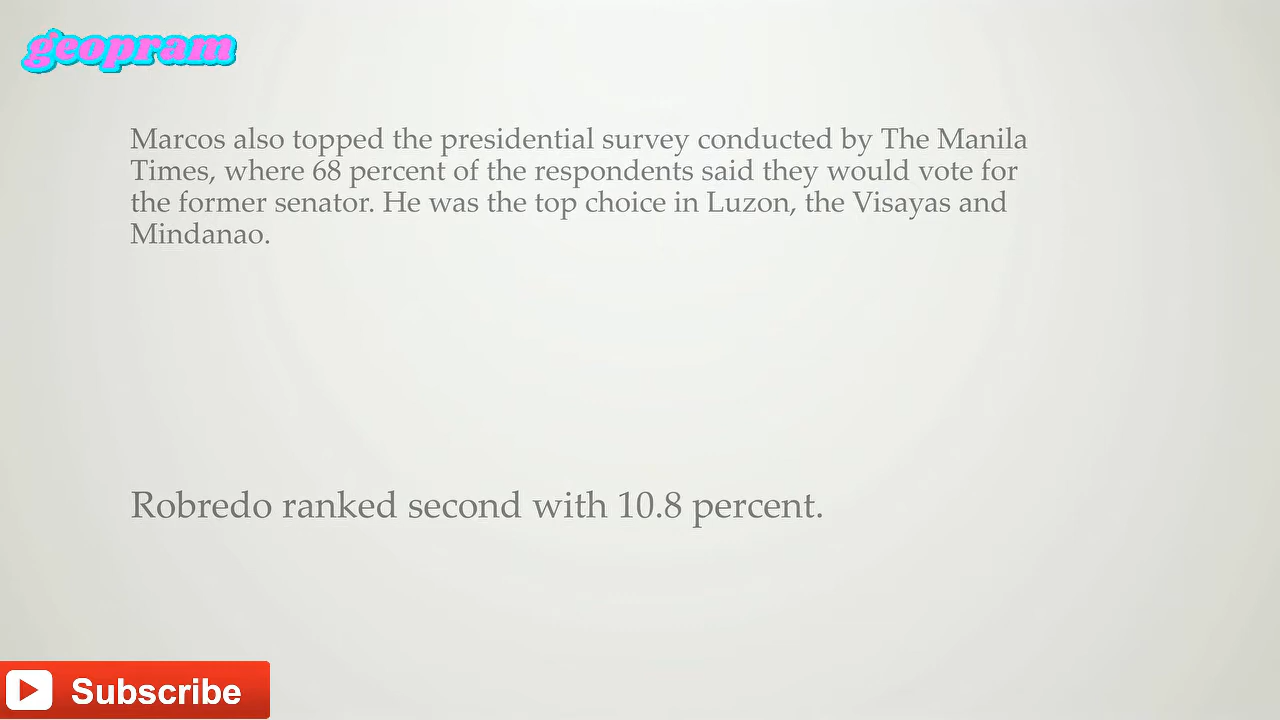 geopram
Marcos also topped the presidential survey conducted by The Manila
Times, where 68 percent of the respondents said they would vote for
the former senator. He was the top choice in Luzon, the Visayas and
Mindanao.
Robredo ranked second with 10.8 percent.
Subscribe